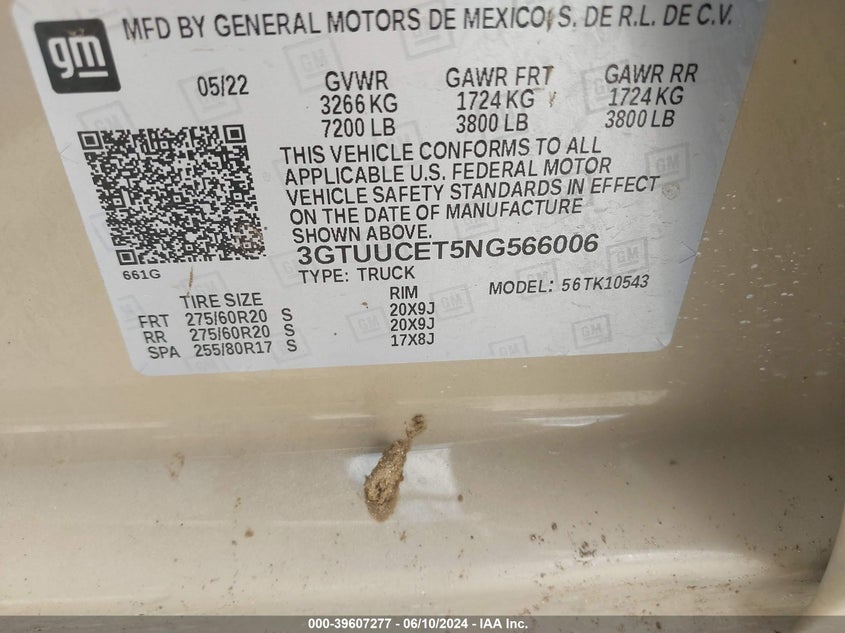 gm
MFD BY GENERAL MOTORS DE MEXICO, S. DE R.L. DE C.V.
05/22 GVWR GAWR FRT GAWR RR
3266 KG 1724 KG 1724 KG
7200 LB 3800 LB 3800 LB
THIS VEHICLE CONFORMS TO ALL
APPLICABLE U.S. FEDERAL MOTOR
VEHICLE SAFETY STANDARDS IN EFFECT
ON THE DATE OF MANUFACTURE
SHOWN ABOVE.
3GTUUCET5NG566006
661G
TYPE: TRUCK MODEL: 56TK10543
TIRE SIZE RIM
FRT 275/60R20 S 20X9J
RR 275/60R20 S 20X9J
SPA 255/80R17 S 17X8J
000-39607277 - 06/10/2024 - IAA Inc.